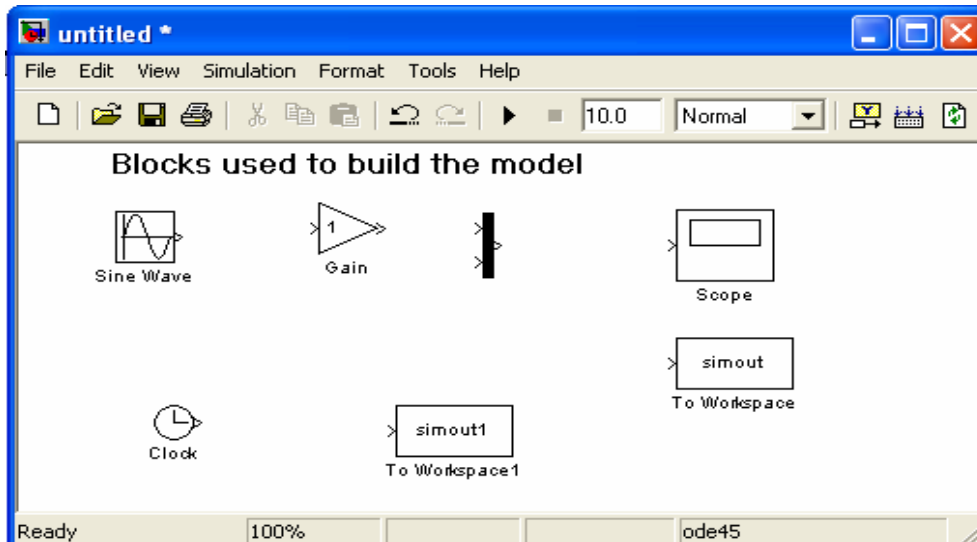 untitled *
File Edit View Simulation Format Tools Help
10.0 Normal
Blocks used to build the model
1
Sine Wave
Gain
Scope
simout
To Workspace
Clock
simout1
To Workspace1
Ready 100% ode45